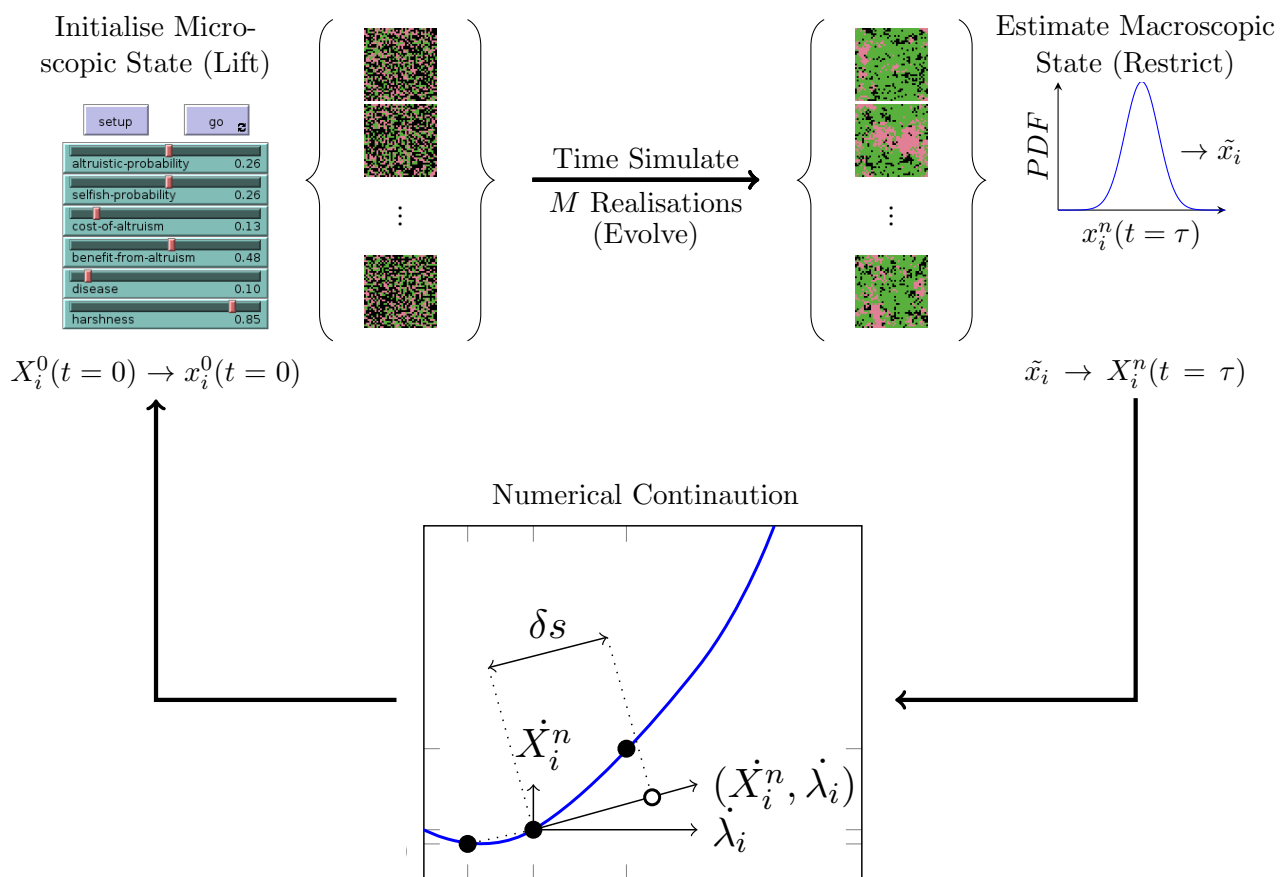 Initialise Micro-
scopic State (Lift)
setup
go
altruistic-probability 0.26
selfish-probability 0.26
cost-of-altruism 0.13
benefit-from-altruism 0.48
disease 0.10
harshness 0.85
⋮
Time Simulate
M Realisations
(Evolve)
⋮
Estimate Macroscopic
State (Restrict)
PDF
→ x̃_i
x_i^n(t = τ)
X_i^0(t = 0) → x_i^0(t = 0)
x̃_i → X_i^n(t = τ)
Numerical Continaution
δs
Ẋ_i^n
(Ẋ_i^n, λ̇_i)
λ̇_i